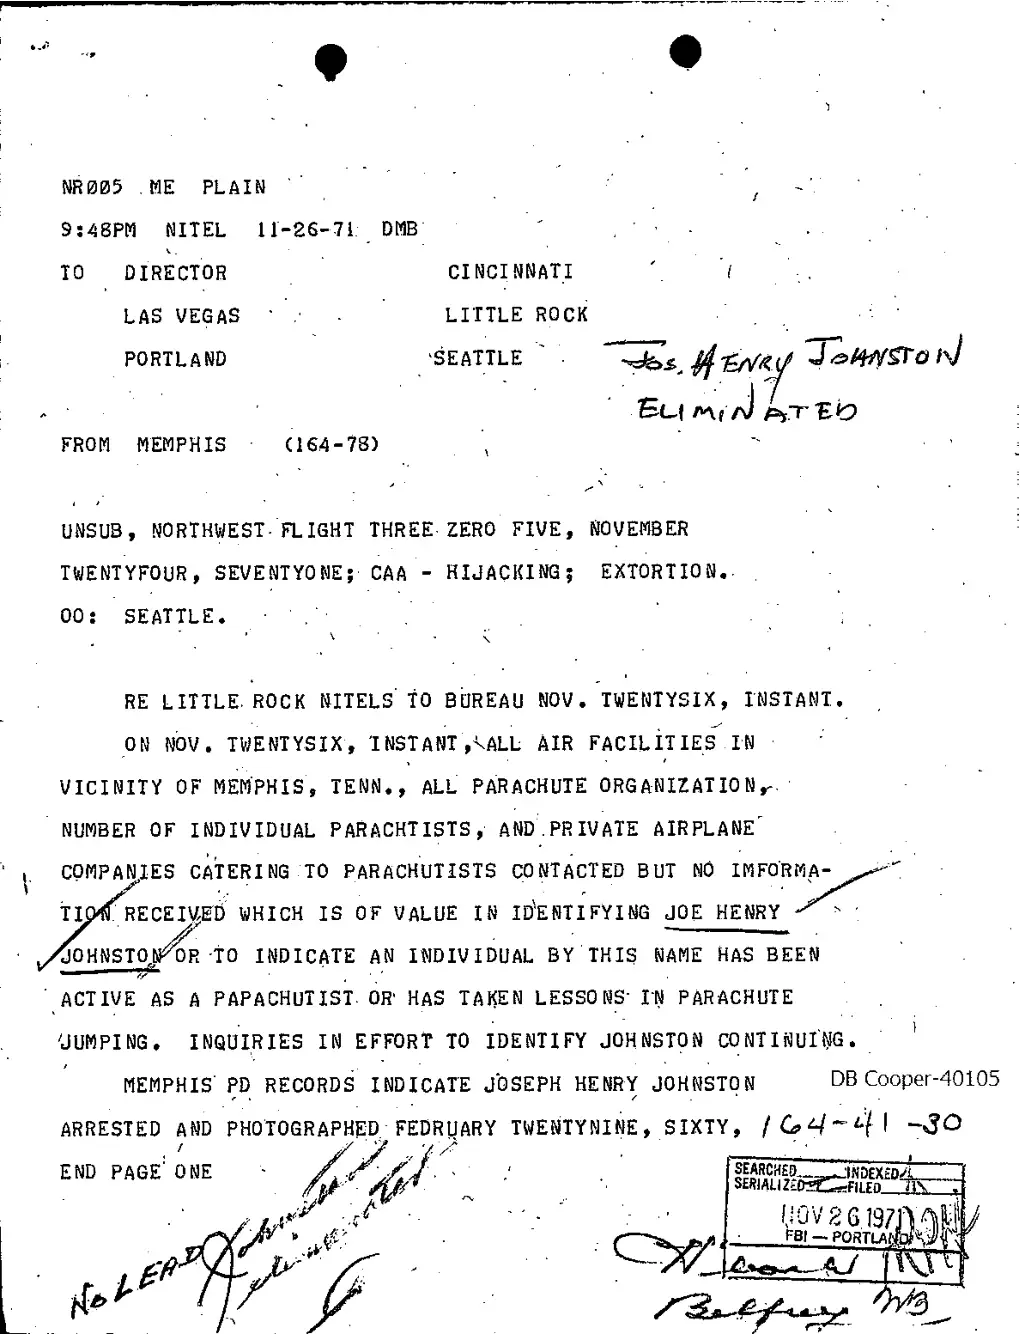 NR005 ME PLAIN
9:48PM NITEL 11-26-71 DMB
TO DIRECTOR CINCINNATI
LAS VEGAS LITTLE ROCK
PORTLAND SEATTLE
Jos. HENRY JOHNSTON
ELIMINATED
FROM MEMPHIS (164-78)
UNSUB, NORTHWEST FLIGHT THREE ZERO FIVE, NOVEMBER
TWENTYFOUR, SEVENTYONE; CAA - HIJACKING; EXTORTION.
OO: SEATTLE.
RE LITTLE ROCK NITELS TO BUREAU NOV. TWENTYSIX, INSTANT.
ON NOV. TWENTYSIX, INSTANT, ALL AIR FACILITIES IN
VICINITY OF MEMPHIS, TENN., ALL PARACHUTE ORGANIZATION,
NUMBER OF INDIVIDUAL PARACHTISTS, AND PRIVATE AIRPLANE
COMPANIES CATERING TO PARACHUTISTS CONTACTED BUT NO IMFORMA-
TION RECEIVED WHICH IS OF VALUE IN IDENTIFYING JOE HENRY
JOHNSTON OR TO INDICATE AN INDIVIDUAL BY THIS NAME HAS BEEN
ACTIVE AS A PAPACHUTIST OR HAS TAKEN LESSONS IN PARACHUTE
JUMPING. INQUIRIES IN EFFORT TO IDENTIFY JOHNSTON CONTINUING.
MEMPHIS PD RECORDS INDICATE JOSEPH HENRY JOHNSTON
DB Cooper-40105
ARRESTED AND PHOTOGRAPHED FEDRUARY TWENTYNINE, SIXTY,
164-41-30
END PAGE ONE
SEARCHED INDEXED
SERIALIZED FILED
NOV 26 1971
FBI — PORTLAND
No LEAD Johnston
eliminated